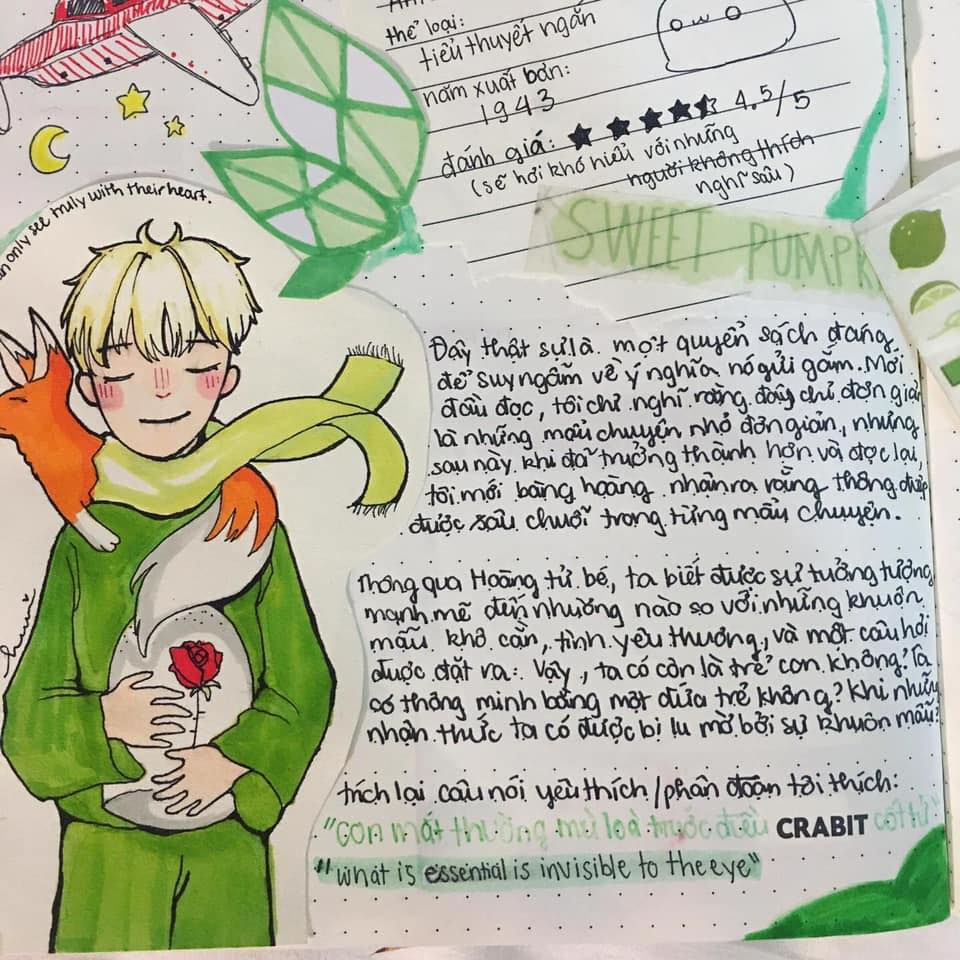 thể loại:
tiểu thuyết ngắn
năm xuất bản:
1943
đánh giá: ★★★★⯨ 4.5/5
(sẽ hơi khó hiểu với những
người không thích
nghĩ sâu)
only see truly with their heart.
SWEET PUMPK
Đây thật sự là một quyển sách đáng
để suy ngẫm về ý nghĩa nó gửi gắm. Mới
đầu đọc, tôi chỉ nghĩ rằng đây chỉ đơn giản
là những mẩu chuyện nhỏ đơn giản, nhưng
sau này khi đã trưởng thành hơn và đọc lại,
tôi mới bàng hoàng nhận ra rằng thông điệp
được xâu chuỗi trong từng mẩu chuyện.
Thông qua Hoàng tử bé, ta biết được sự tưởng tượng
mạnh mẽ đến nhường nào so với những khuôn
mẫu khô cằn, tình yêu thương, và một câu hỏi
được đặt ra: Vậy, ta có còn là trẻ con không? Ta
có thông minh bằng một đứa trẻ không? Khi những
nhận thức ta có được bị lu mờ bởi sự khuôn mẫu?
trích lại câu nói yêu thích/phân đoạn tôi thích:
"con mắt thường mù loà trước điều CRABIT cốt tử"
"what is essential is invisible to the eye"